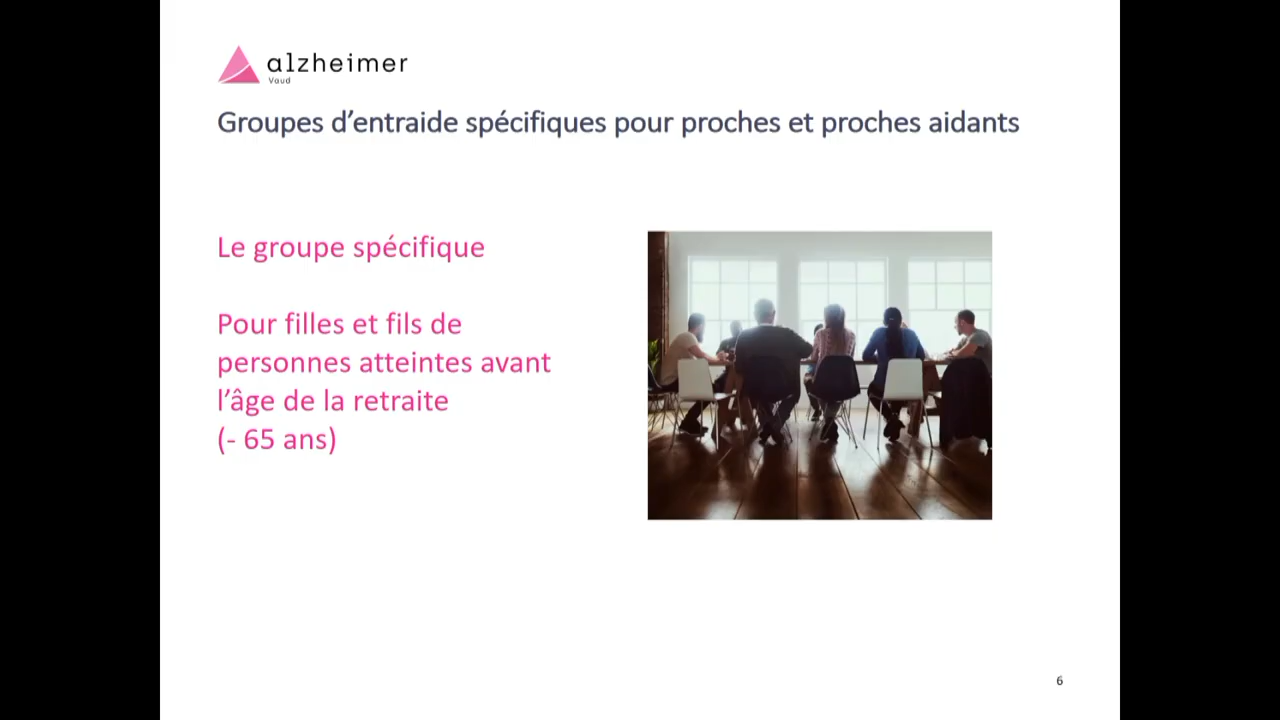 alzheimer
Vaud
Groupes d’entraide spécifiques pour proches et proches aidants
Le groupe spécifique
Pour filles et fils de
personnes atteintes avant
l’âge de la retraite
(- 65 ans)
6